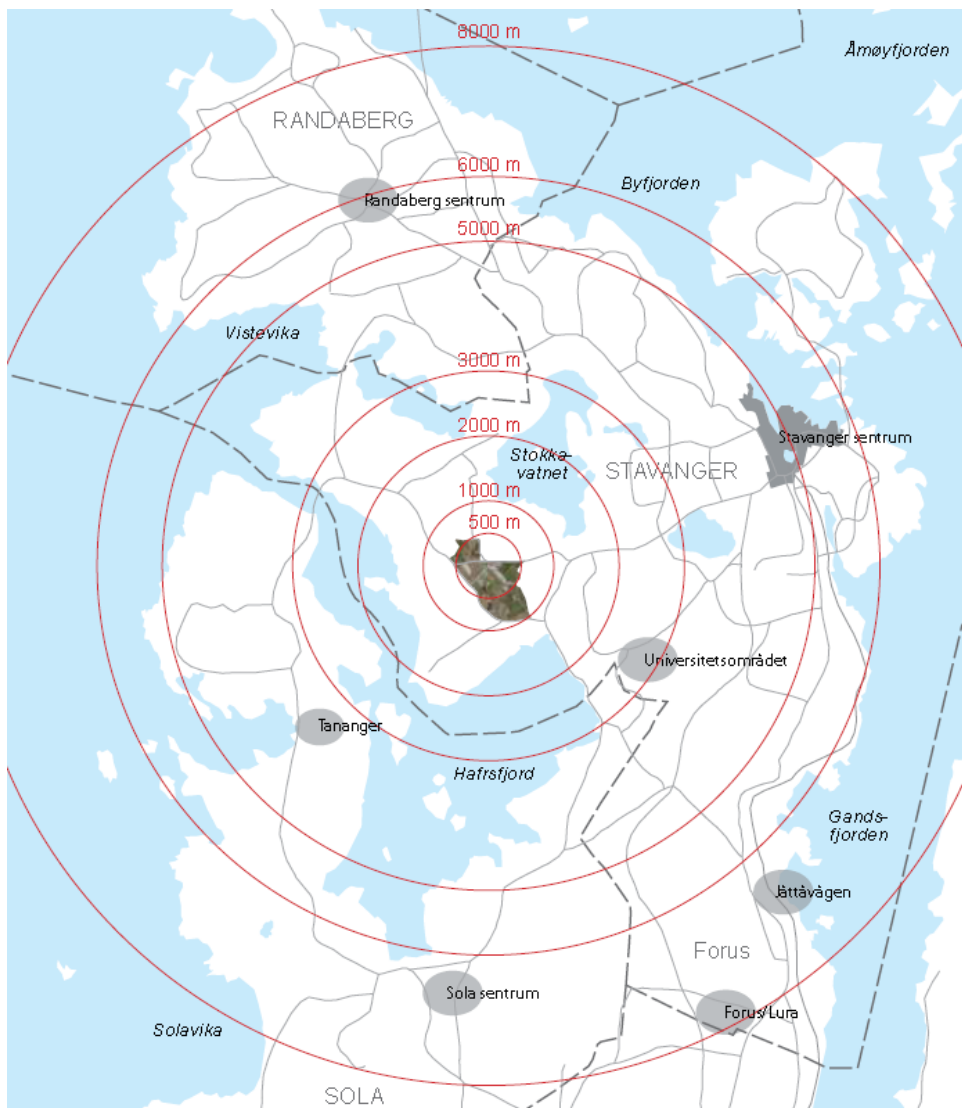 8000 m
Åmøyfjorden
RANDABERG
6000 m
Byfjorden
Randaberg sentrum
5000 m
Vistevika
3000 m
2000 m
Stavanger sentrum
Stokka-
vatnet
STAVANGER
1000 m
500 m
Universitetsområdet
Tananger
Hafrsfjord
Gands-
fjorden
Jåttåvågen
Forus
Sola sentrum
Forus/Lura
Solavika
SOLA